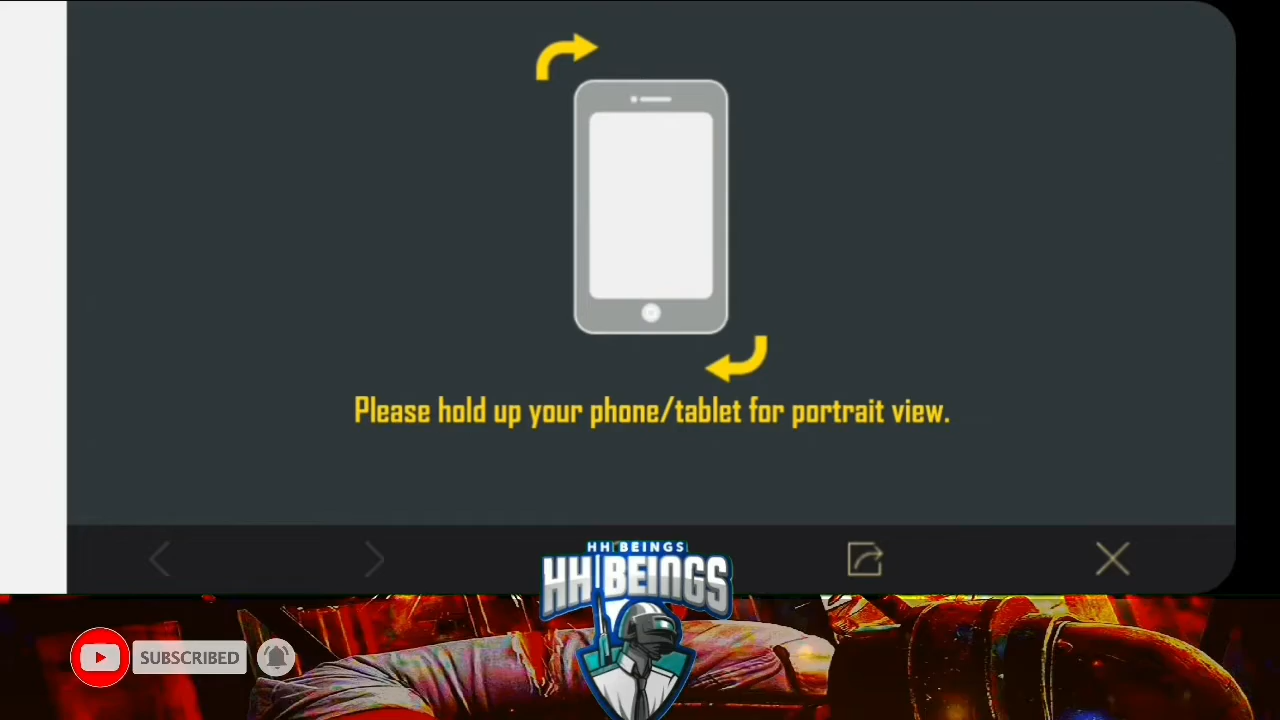 Please hold up your phone/tablet for portrait view.
HH BEINGS
HH BEINGS
SUBSCRIBED